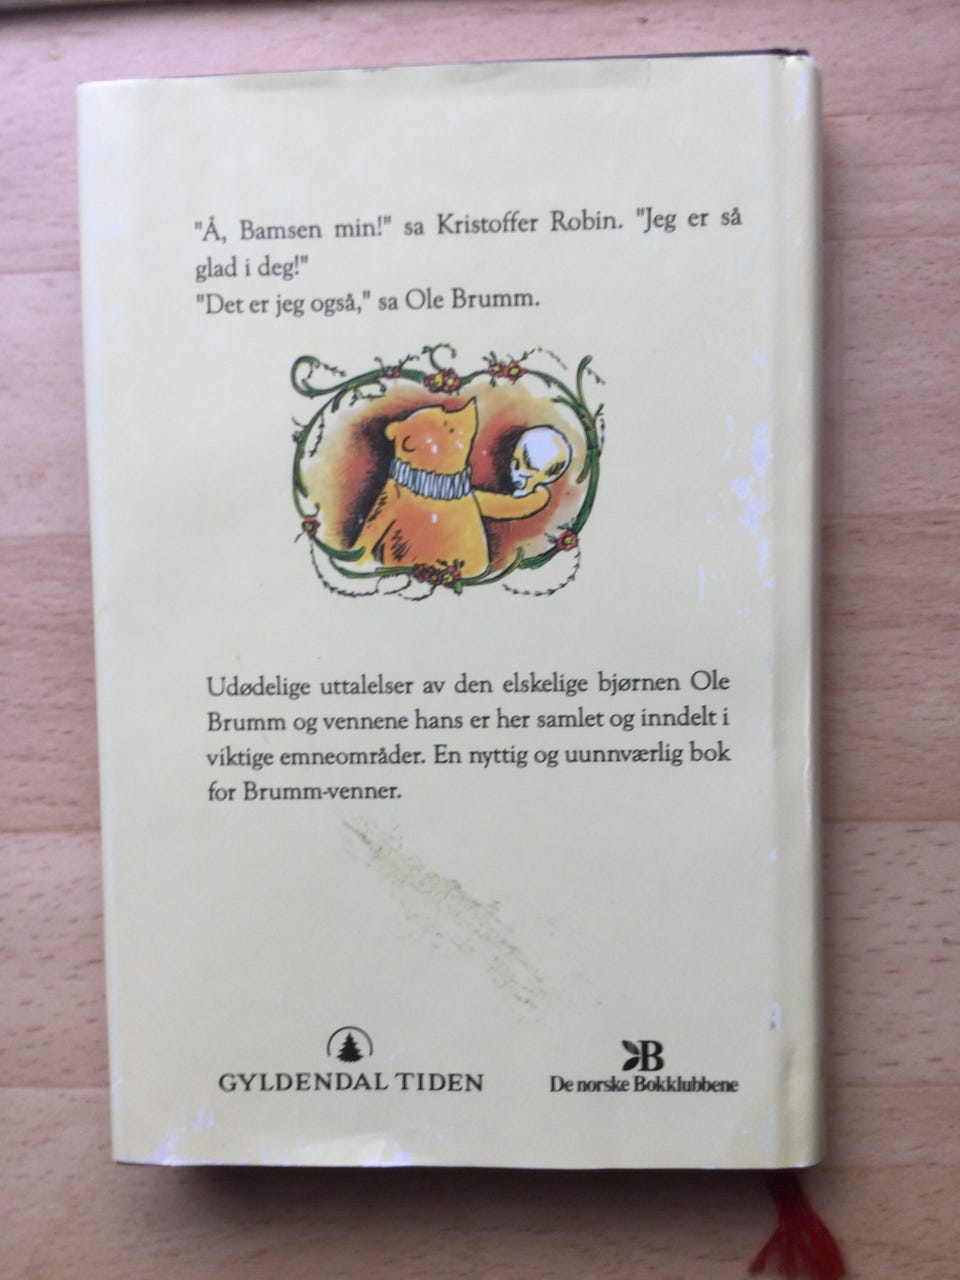 "Å, Bamsen min!" sa Kristoffer Robin. "Jeg er så
glad i deg!"
"Det er jeg også," sa Ole Brumm.
Udødelige uttalelser av den elskelige bjørnen Ole
Brumm og vennene hans er her samlet og inndelt i
viktige emneområder. En nyttig og uunnværlig bok
for Brumm-venner.
GYLDENDAL TIDEN
B
De norske Bokklubbene